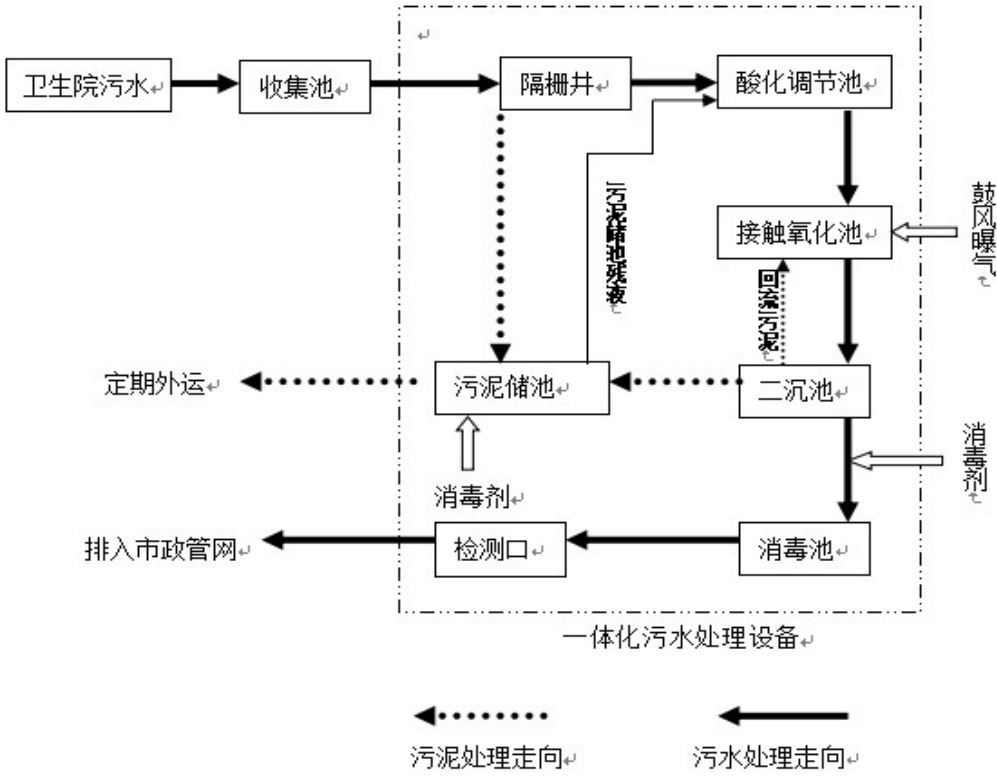 卫生院污水
收集池
隔栅井
酸化调节池
污泥储池残液
接触氧化池
鼓风曝气
回流污泥
定期外运
污泥储池
二沉池
消毒剂
消毒剂
排入市政管网
检测口
消毒池
一体化污水处理设备
污泥处理走向
污水处理走向